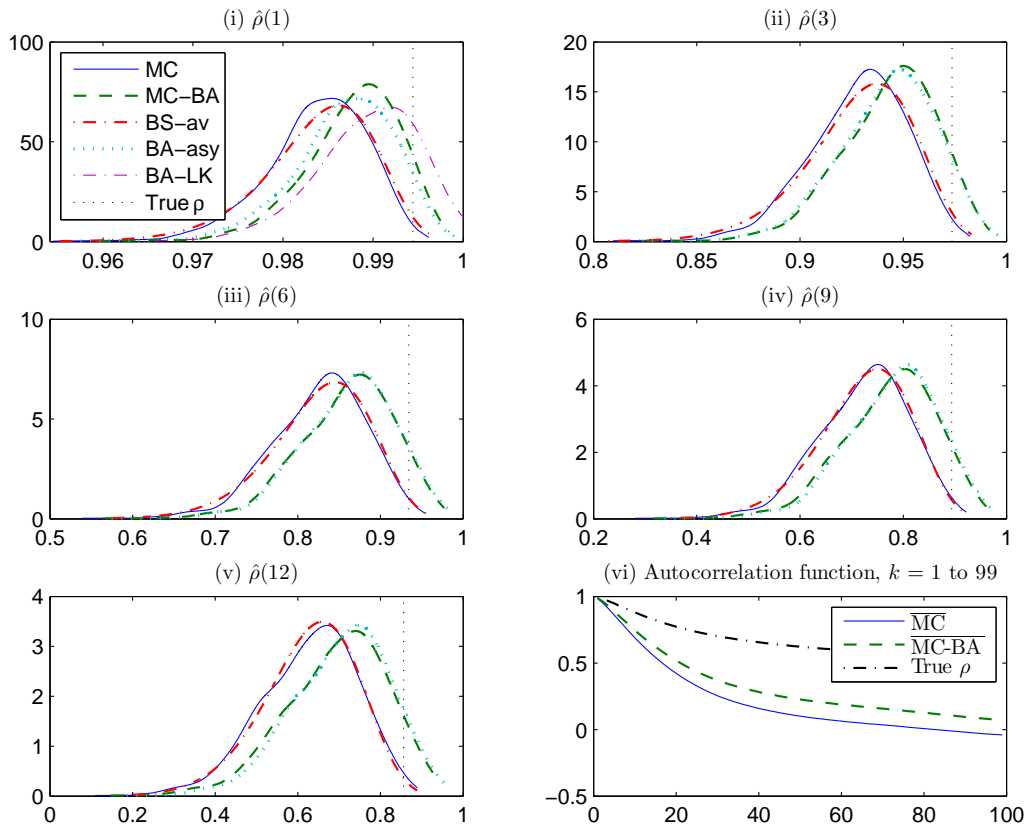 (i) ρ̂(1)
100
50
0
0.96 0.97 0.98 0.99 1
MC
MC-BA
BS-av
BA-asy
BA-LK
True ρ
(ii) ρ̂(3)
20
15
10
5
0
0.8 0.85 0.9 0.95 1
(iii) ρ̂(6)
10
5
0
0.5 0.6 0.7 0.8 0.9 1
(iv) ρ̂(9)
6
4
2
0
0.2 0.4 0.6 0.8 1
(v) ρ̂(12)
4
3
2
1
0
0 0.2 0.4 0.6 0.8 1
(vi) Autocorrelation function, k = 1 to 99
1
0.5
0
−0.5
0 20 40 60 80 100
M̅C̅
M̅C̅-̅B̅A̅
True ρ